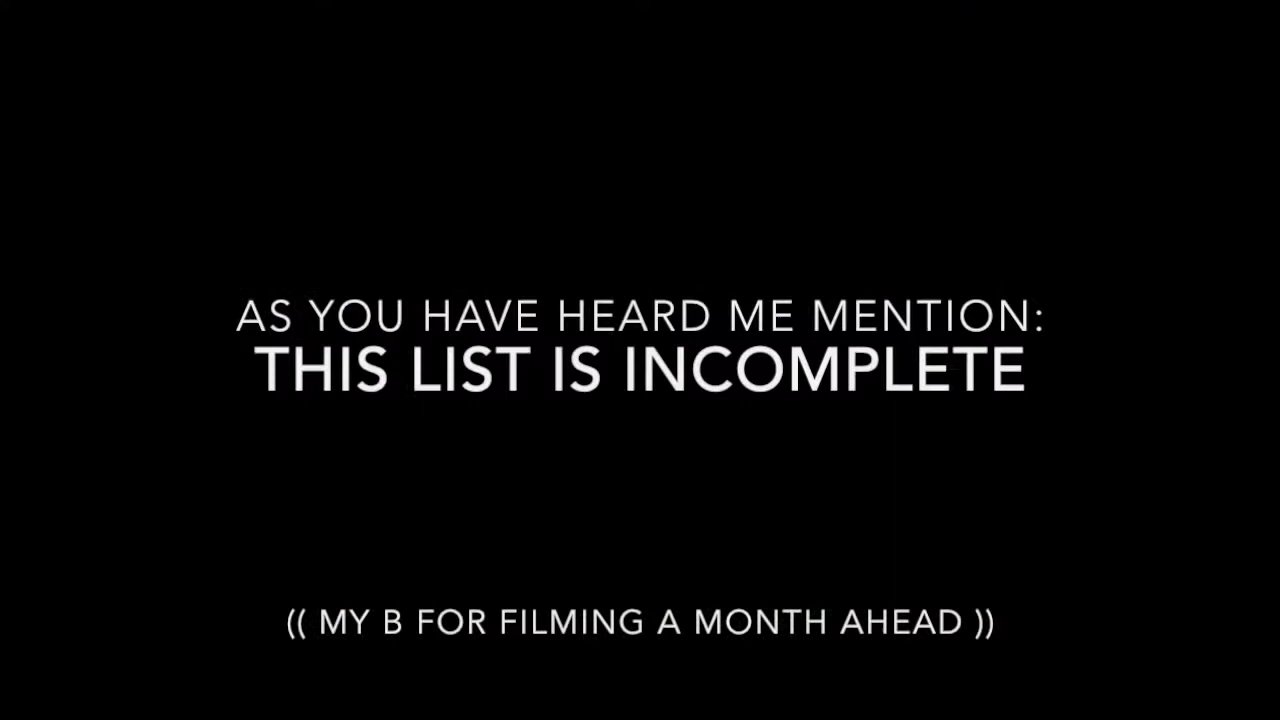 AS YOU HAVE HEARD ME MENTION:
THIS LIST IS INCOMPLETE
(( MY B FOR FILMING A MONTH AHEAD ))